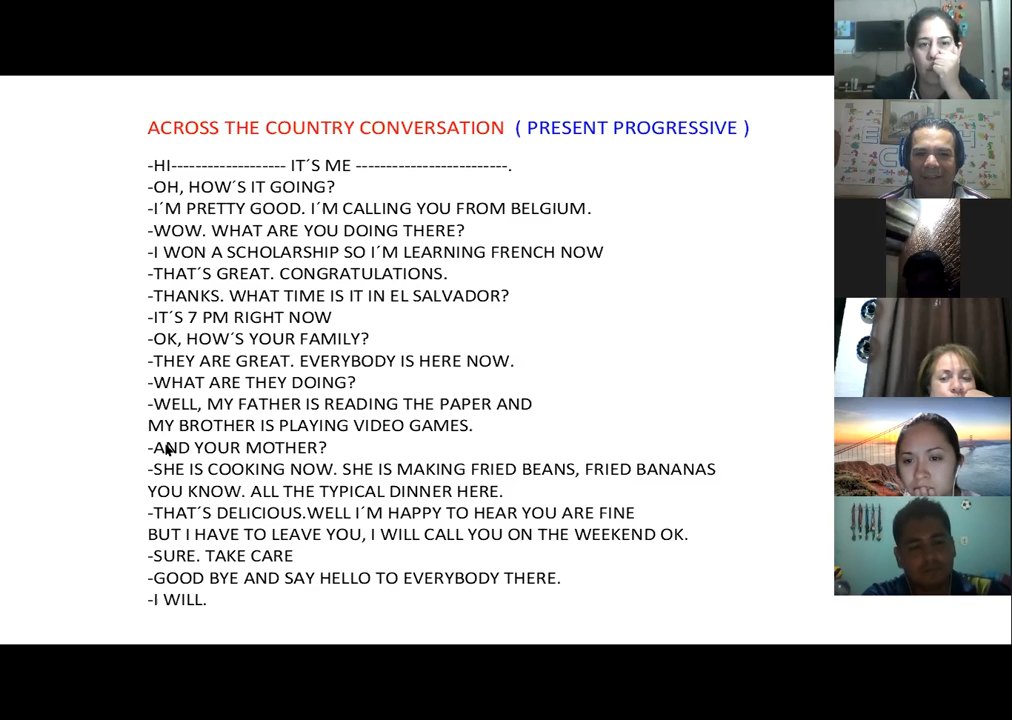 ACROSS THE COUNTRY CONVERSATION ( PRESENT PROGRESSIVE )
-HI------------------- IT´S ME -------------------------.
-OH, HOW´S IT GOING?
-I´M PRETTY GOOD. I´M CALLING YOU FROM BELGIUM.
-WOW. WHAT ARE YOU DOING THERE?
-I WON A SCHOLARSHIP SO I´M LEARNING FRENCH NOW
-THAT´S GREAT. CONGRATULATIONS.
-THANKS. WHAT TIME IS IT IN EL SALVADOR?
-IT´S 7 PM RIGHT NOW
-OK, HOW´S YOUR FAMILY?
-THEY ARE GREAT. EVERYBODY IS HERE NOW.
-WHAT ARE THEY DOING?
-WELL, MY FATHER IS READING THE PAPER AND
MY BROTHER IS PLAYING VIDEO GAMES.
-AND YOUR MOTHER?
-SHE IS COOKING NOW. SHE IS MAKING FRIED BEANS, FRIED BANANAS
YOU KNOW. ALL THE TYPICAL DINNER HERE.
-THAT´S DELICIOUS.WELL I´M HAPPY TO HEAR YOU ARE FINE
BUT I HAVE TO LEAVE YOU, I WILL CALL YOU ON THE WEEKEND OK.
-SURE. TAKE CARE
-GOOD BYE AND SAY HELLO TO EVERYBODY THERE.
-I WILL.